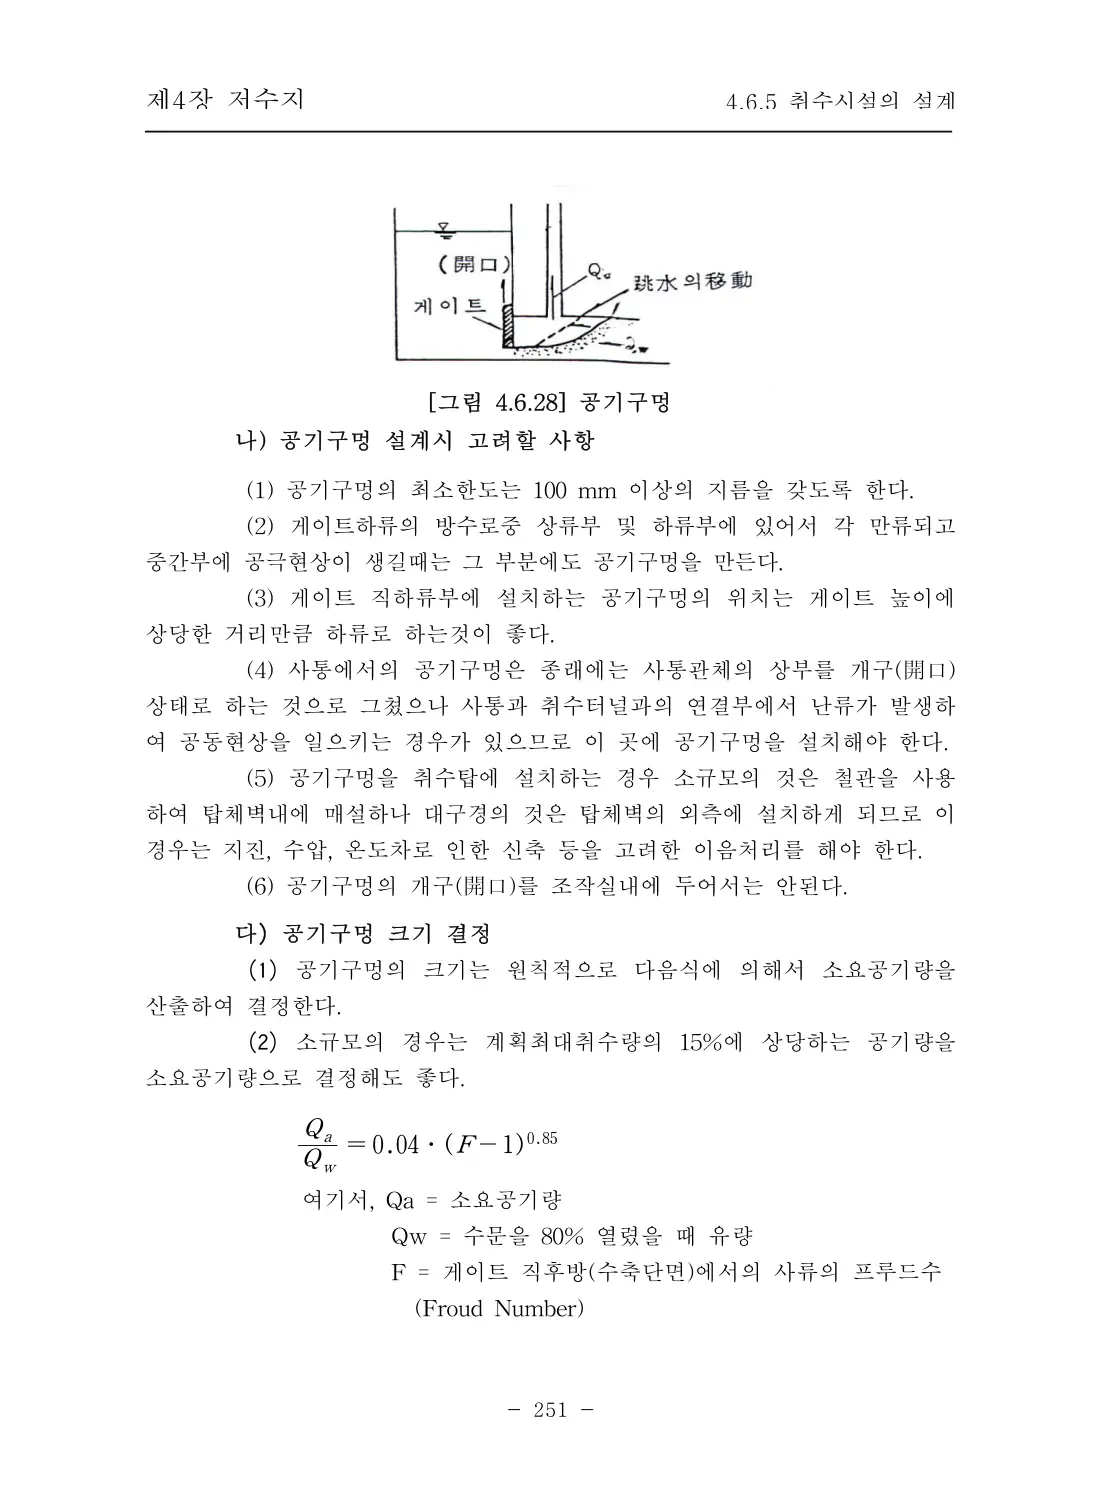 제4장 저수지
4.6.5 취수시설의 설계
(開口)
게이트
Qa
跳水의移動
Qw
[그림 4.6.28] 공기구멍
나) 공기구멍 설계시 고려할 사항
(1) 공기구멍의 최소한도는 100 mm 이상의 지름을 갖도록 한다.
(2) 게이트하류의 방수로중 상류부 및 하류부에 있어서 각 만류되고
중간부에 공극현상이 생길때는 그 부분에도 공기구멍을 만든다.
(3) 게이트 직하류부에 설치하는 공기구멍의 위치는 게이트 높이에
상당한 거리만큼 하류로 하는것이 좋다.
(4) 사통에서의 공기구멍은 종래에는 사통관체의 상부를 개구(開口)
상태로 하는 것으로 그쳤으나 사통과 취수터널과의 연결부에서 난류가 발생하
여 공동현상을 일으키는 경우가 있으므로 이 곳에 공기구멍을 설치해야 한다.
(5) 공기구멍을 취수탑에 설치하는 경우 소규모의 것은 철관을 사용
하여 탑체벽내에 매설하나 대구경의 것은 탑체벽의 외측에 설치하게 되므로 이
경우는 지진, 수압, 온도차로 인한 신축 등을 고려한 이음처리를 해야 한다.
(6) 공기구멍의 개구(開口)를 조작실내에 두어서는 안된다.
다) 공기구멍 크기 결정
(1) 공기구멍의 크기는 원칙적으로 다음식에 의해서 소요공기량을
산출하여 결정한다.
(2) 소규모의 경우는 계획최대취수량의 15%에 상당하는 공기량을
소요공기량으로 결정해도 좋다.
Qa/Qw = 0.04·(F−1)^0.85
여기서, Qa = 소요공기량
Qw = 수문을 80% 열렸을 때 유량
F = 게이트 직후방(수축단면)에서의 사류의 프루드수
(Froud Number)
- 251 -